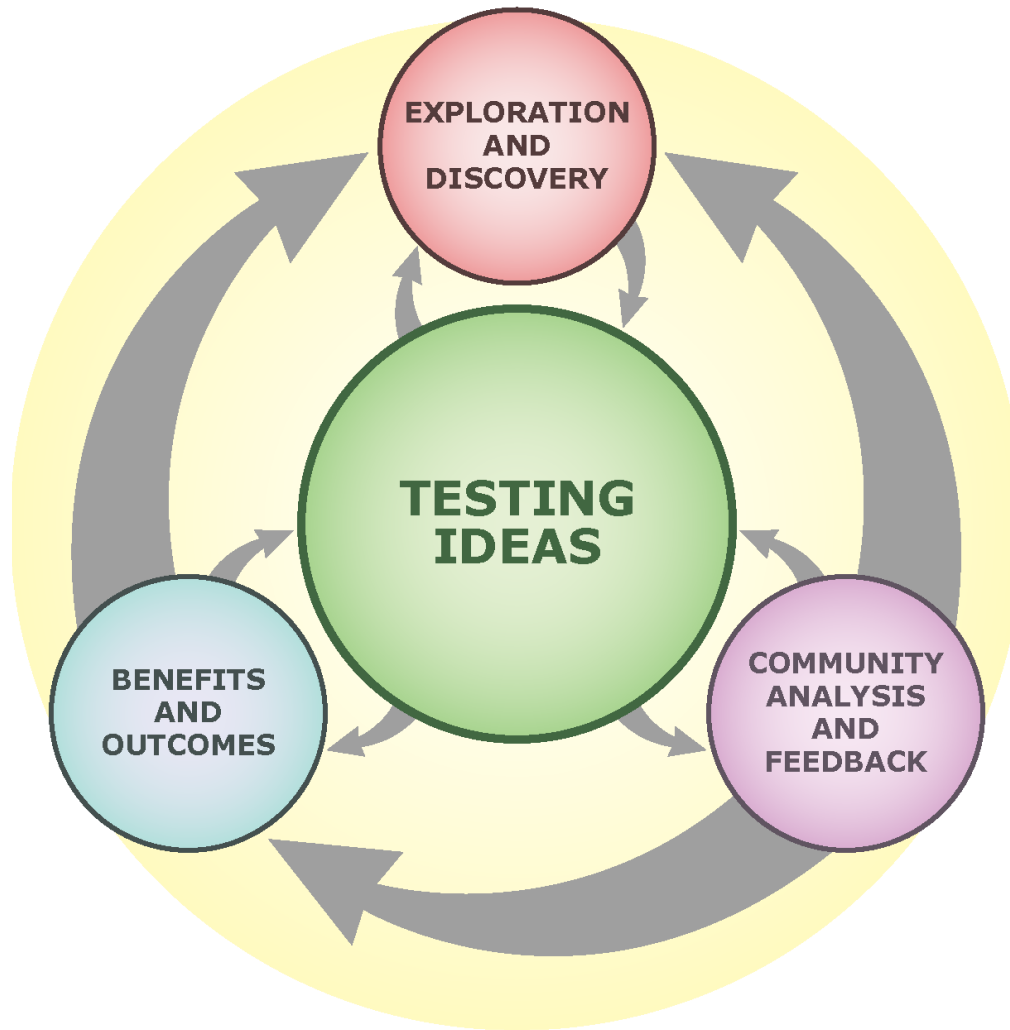 EXPLORATION
AND
DISCOVERY
TESTING
IDEAS
BENEFITS
AND
OUTCOMES
COMMUNITY
ANALYSIS
AND
FEEDBACK